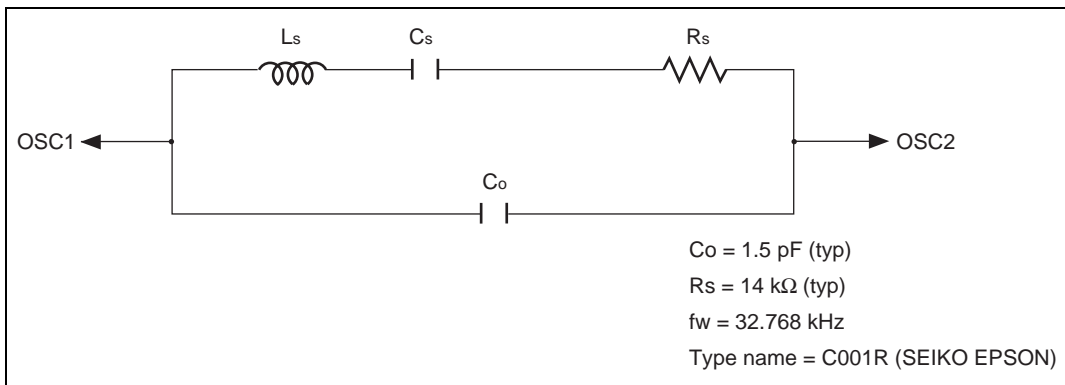 Ls
Cs
Rs
OSC1
OSC2
Co
Co = 1.5 pF (typ)
Rs = 14 kΩ (typ)
fw = 32.768 kHz
Type name = C001R (SEIKO EPSON)